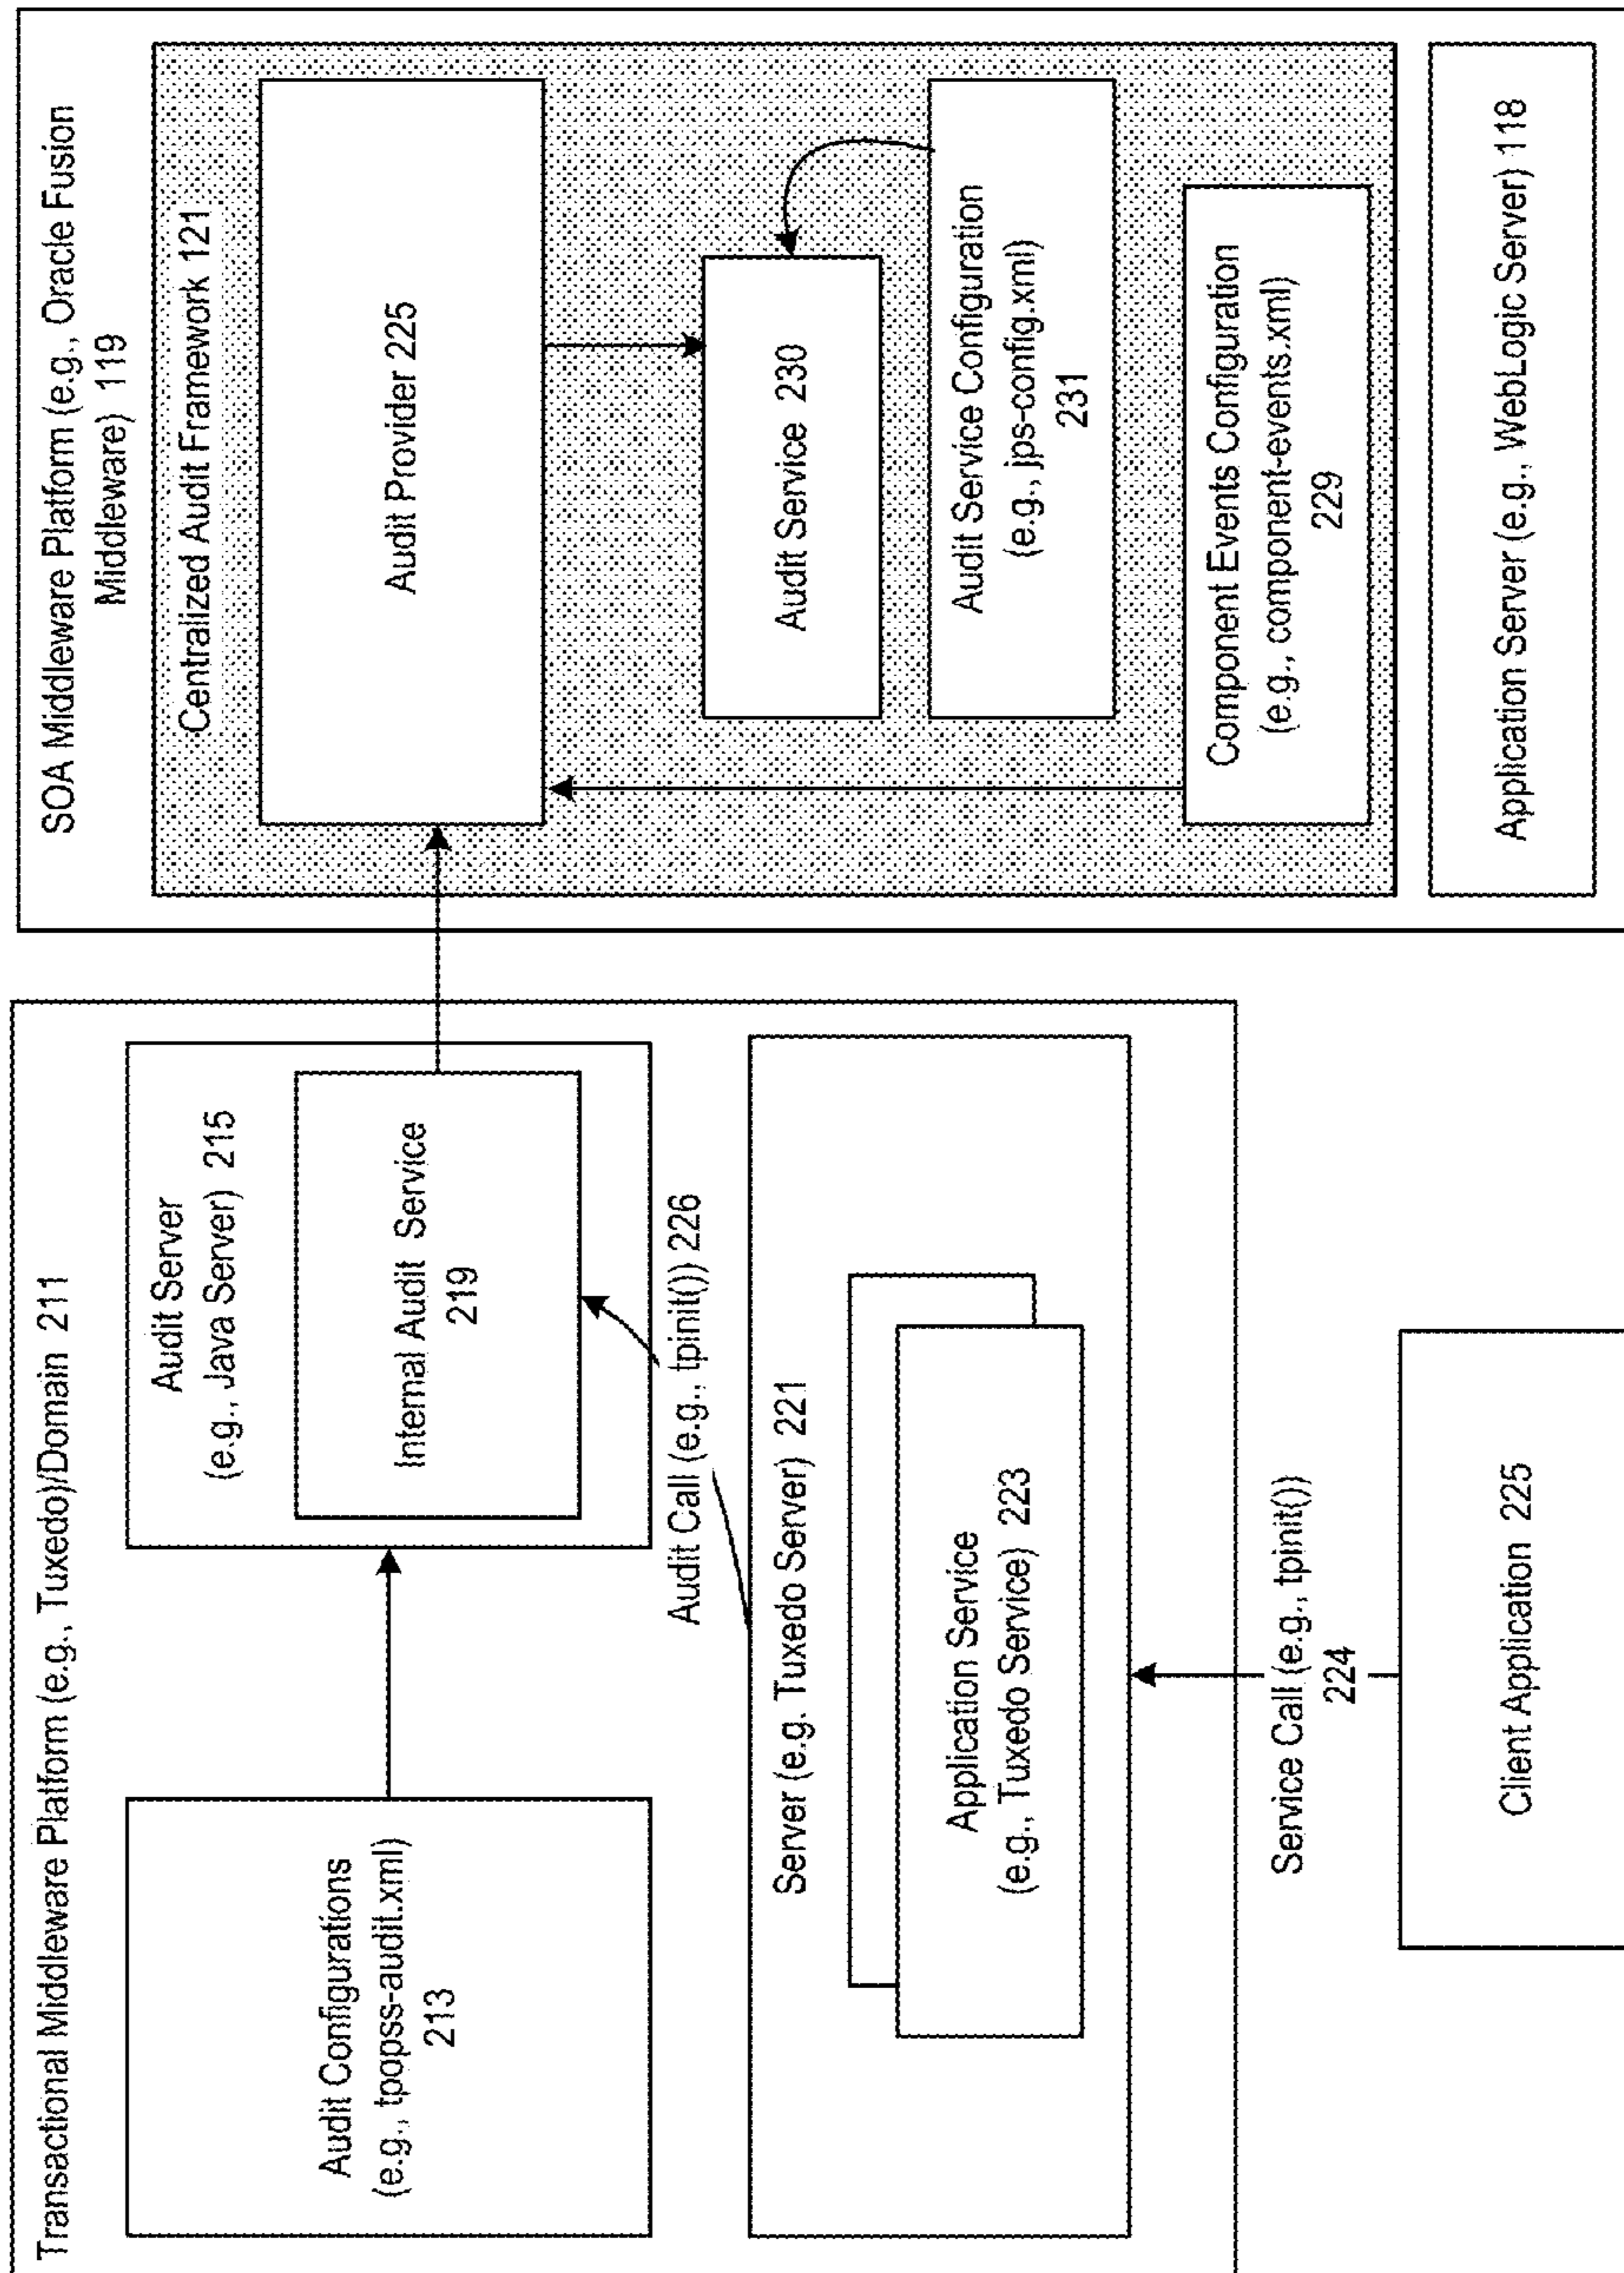 Transactional Middleware Platform (e.g., Tuxedo)/Domain 211
Audit Configurations
(e.g., tpopss-audit.xml)
213
Audit Server
(e.g., Java Server) 215
Internal Audit Service
219
Audit Call (e.g., tpinit()) 226
Server (e.g. Tuxedo Server) 221
Application Service
(e.g., Tuxedo Service) 223
Service Call (e.g., tpinit())
224
Client Application 225
SOA Middleware Platform (e.g., Oracle Fusion
Middleware) 119
Centralized Audit Framework 121
Audit Provider 225
Audit Service 230
Audit Service Configuration
(e.g., jps-config.xml)
231
Component Events Configuration
(e.g., component-events.xml)
229
Application Server (e.g., WebLogic Server) 118